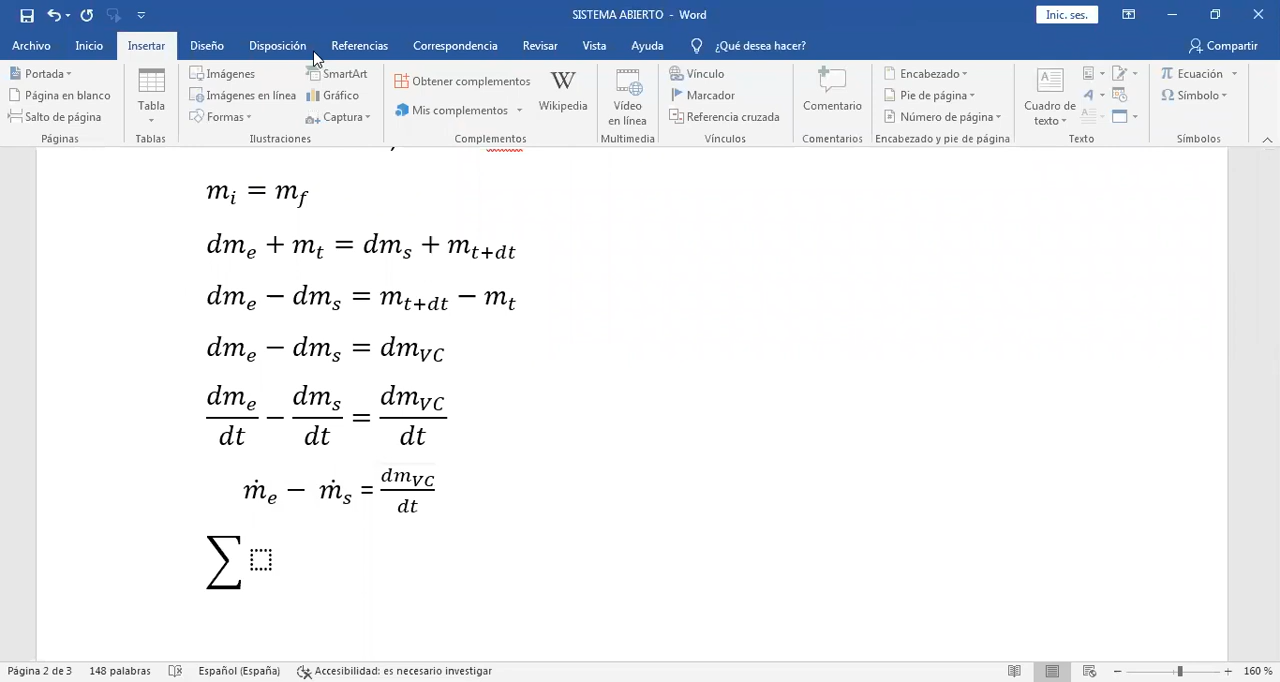 SISTEMA ABIERTO - Word
Inic. ses.
Archivo Inicio Insertar Diseño Disposición Referencias Correspondencia Revisar Vista Ayuda ¿Qué desea hacer? Compartir
Portada
Página en blanco
Salto de página
Páginas
Tabla
Tablas
Imágenes
Imágenes en línea
Formas
SmartArt
Gráfico
Captura
Ilustraciones
Obtener complementos
Mis complementos
W
Wikipedia
Complementos
Vídeo
en línea
Multimedia
Vínculo
Marcador
Referencia cruzada
Vínculos
Comentario
Comentarios
Encabezado
Pie de página
Número de página
Encabezado y pie de página
Cuadro de
texto
Texto
π Ecuación
Ω Símbolo
Símbolos
m_i = m_f
dm_e + m_t = dm_s + m_{t+dt}
dm_e − dm_s = m_{t+dt} − m_t
dm_e − dm_s = dm_{VC}
dm_e/dt − dm_s/dt = dm_{VC}/dt
ṁ_e − ṁ_s = dm_{VC}/dt
∑
Página 2 de 3 148 palabras Español (España) Accesibilidad: es necesario investigar 160 %